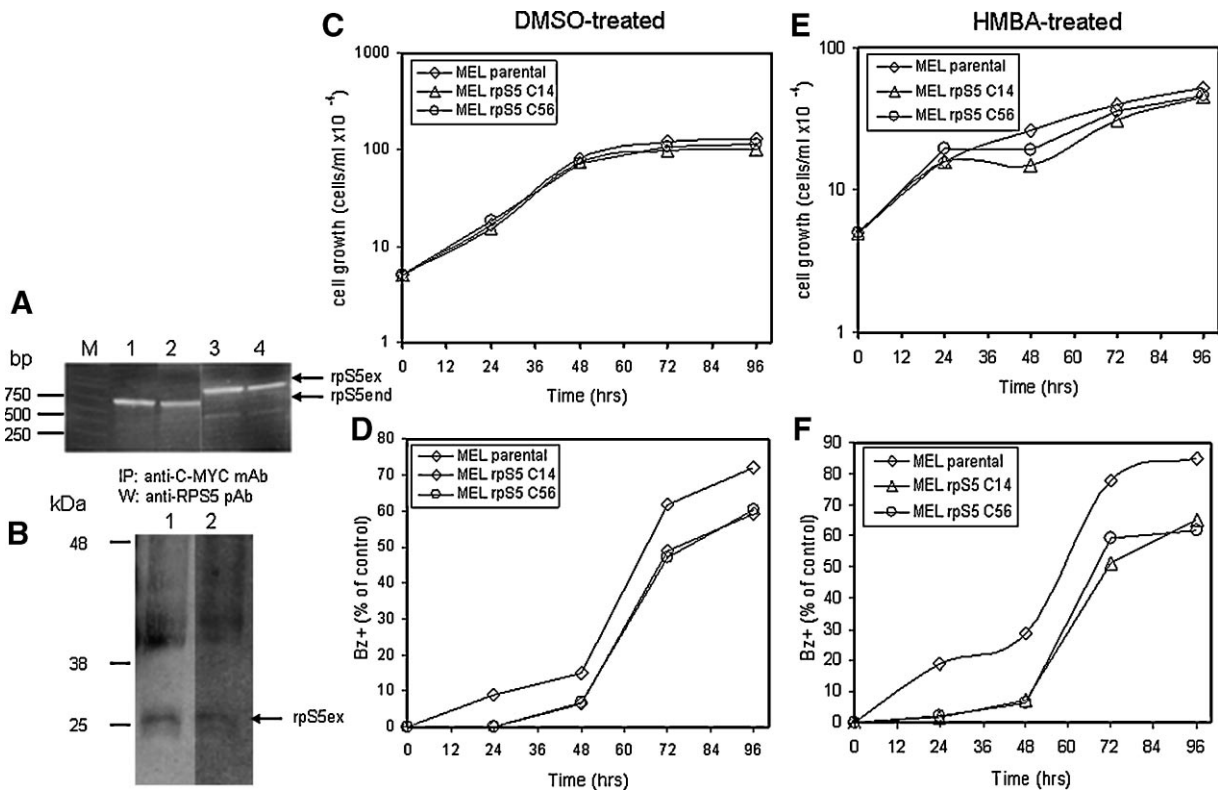 A
bp
M 1 2 3 4
750
500
250
rpS5ex
rpS5end
B
IP: anti-C-MYC mAb
W: anti-RPS5 pAb
kDa
1 2
48
38
25
rpS5ex
C
DMSO-treated
MEL parental
MEL rpS5 C14
MEL rpS5 C56
cell growth (cells/ml x10⁻⁴)
1000
100
10
1
0 12 24 36 48 60 72 84 96
Time (hrs)
D
MEL parental
MEL rpS5 C14
MEL rpS5 C56
Bz+ (% of control)
80
70
60
50
40
30
20
10
0
0 12 24 36 48 60 72 84 96
Time (hrs)
E
HMBA-treated
MEL parental
MEL rpS5 C14
MEL rpS5 C56
cell growth (cells/ml x10⁻⁴)
100
10
1
0 12 24 36 48 60 72 84 96
Time (hrs)
F
MEL parental
MEL rpS5 C14
MEL rpS5 C56
Bz+ (% of control)
90
80
70
60
50
40
30
20
10
0
0 12 24 36 48 60 72 84 96
Time (hrs)